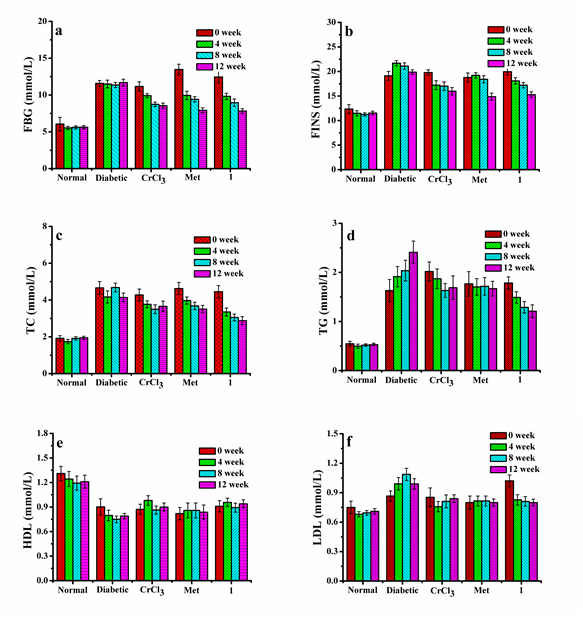 a
0 week
4 week
8 week
12 week
FBG (mmol/L)
20
15
10
5
0
Normal Diabetic CrCl3 Met 1
b
0 week
4 week
8 week
12 week
FINS (mmol/L)
30
25
20
15
10
5
0
Normal Diabetic CrCl3 Met 1
c
0 week
4 week
8 week
12 week
TC (mmol/L)
8
6
4
2
0
Normal Diabetic CrCl3 Met 1
d
0 week
4 week
8 week
12 week
TG (mmol/L)
3
2
1
0
Normal Diabetic CrCl3 Met 1
e
0 week
4 week
8 week
12 week
HDL (mmol/L)
1.8
1.5
1.2
0.9
0.6
0.3
0.0
Normal Diabetic CrCl3 Met 1
f
0 week
4 week
8 week
12 week
LDL (mmol/L)
1.5
1.2
0.9
0.6
0.3
0.0
Normal Diabetic CrCl3 Met 1